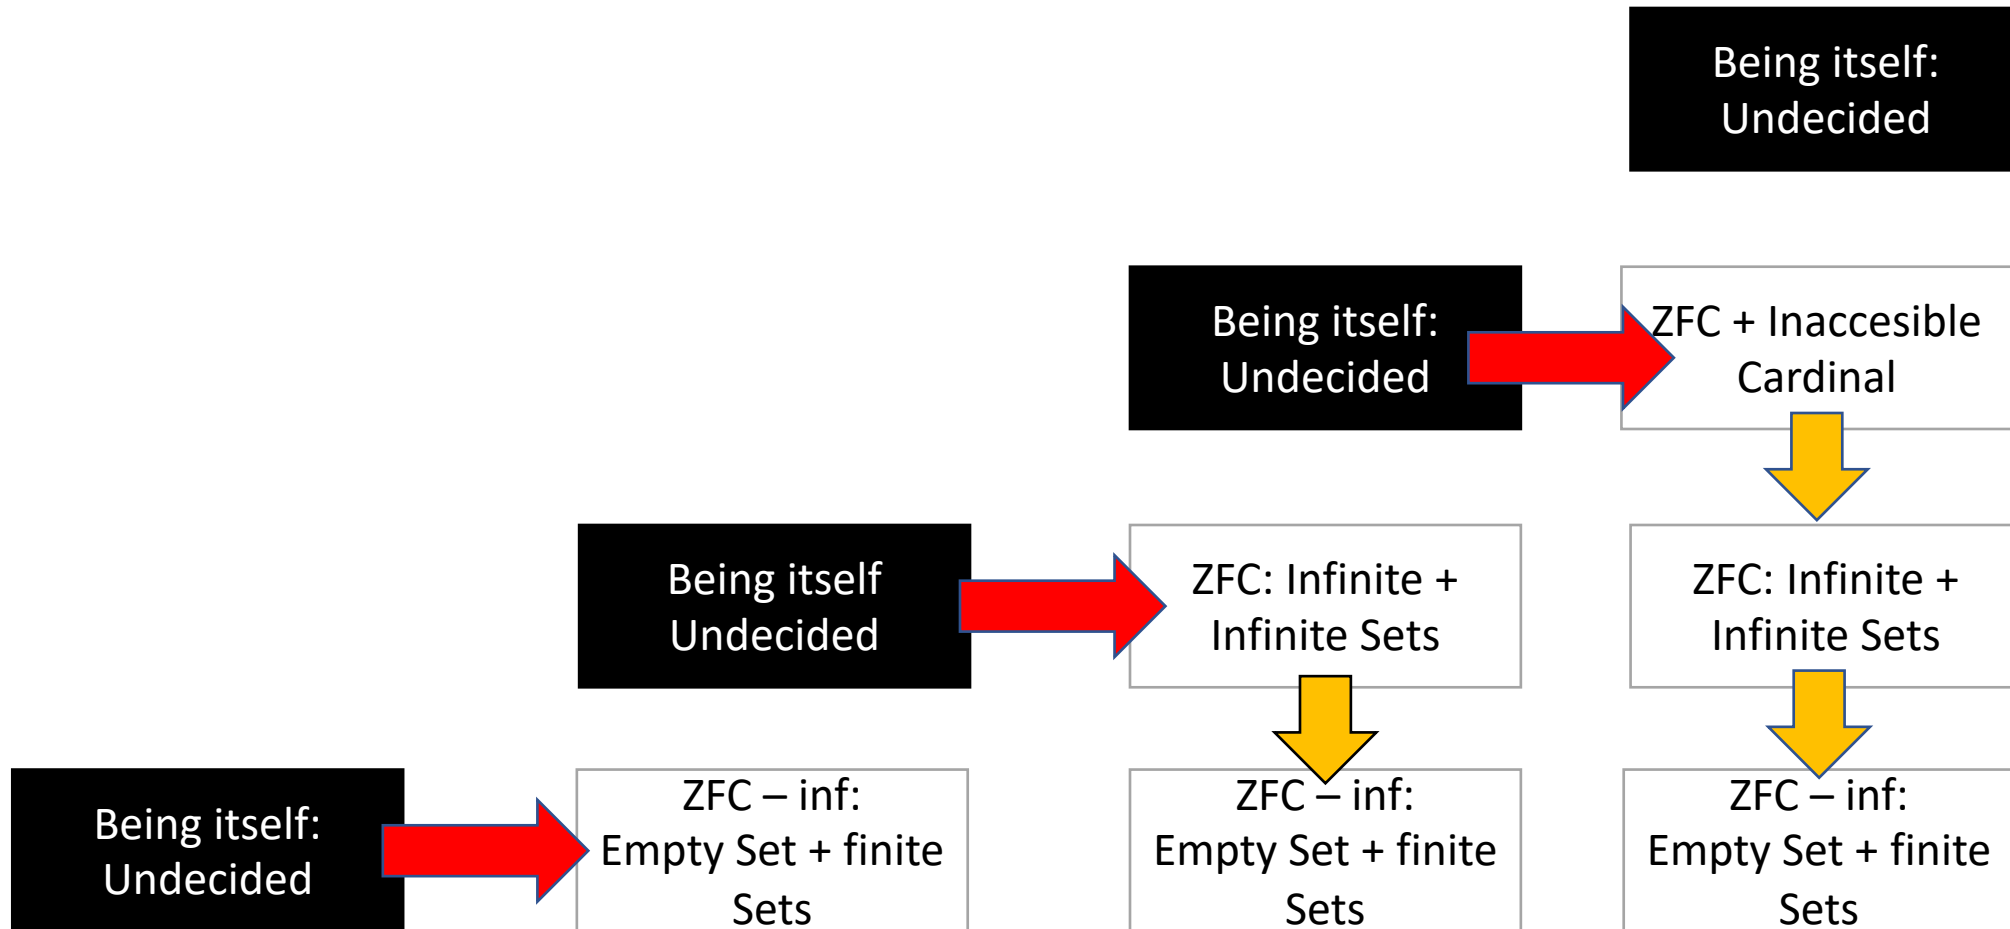 Being itself:
Undecided
Being itself:
Undecided
ZFC + Inaccesible
Cardinal
Being itself
Undecided
ZFC: Infinite +
Infinite Sets
ZFC: Infinite +
Infinite Sets
Being itself:
Undecided
ZFC – inf:
Empty Set + finite
Sets
ZFC – inf:
Empty Set + finite
Sets
ZFC – inf:
Empty Set + finite
Sets